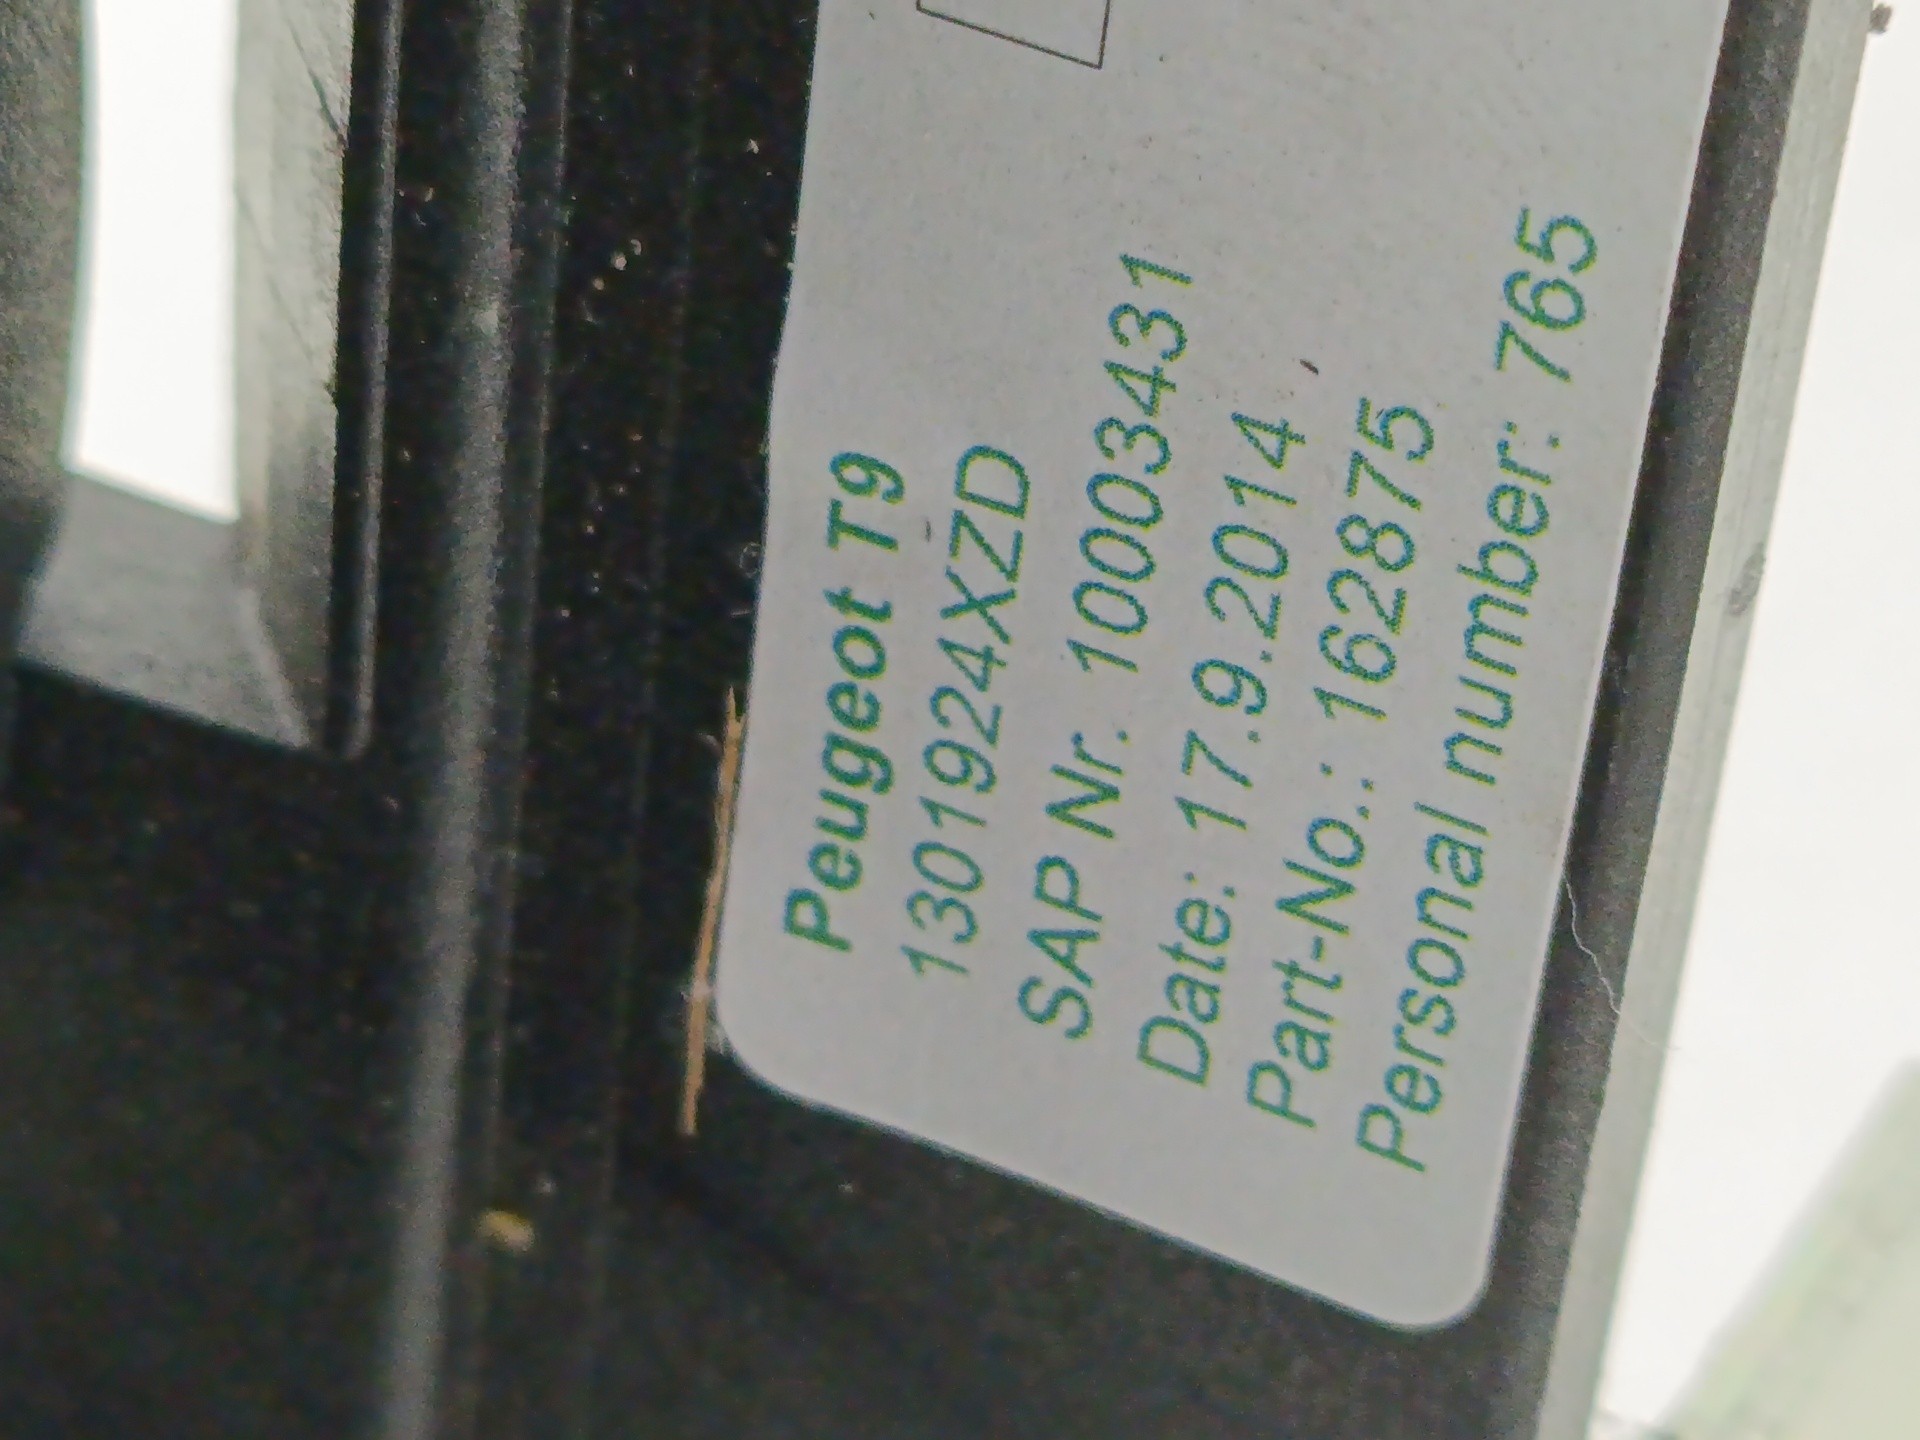 Peugeot T9
1301924XZD
SAP Nr. 10003431
Date: 17.9.2014
Part-No.: 162875
Personal number: 765